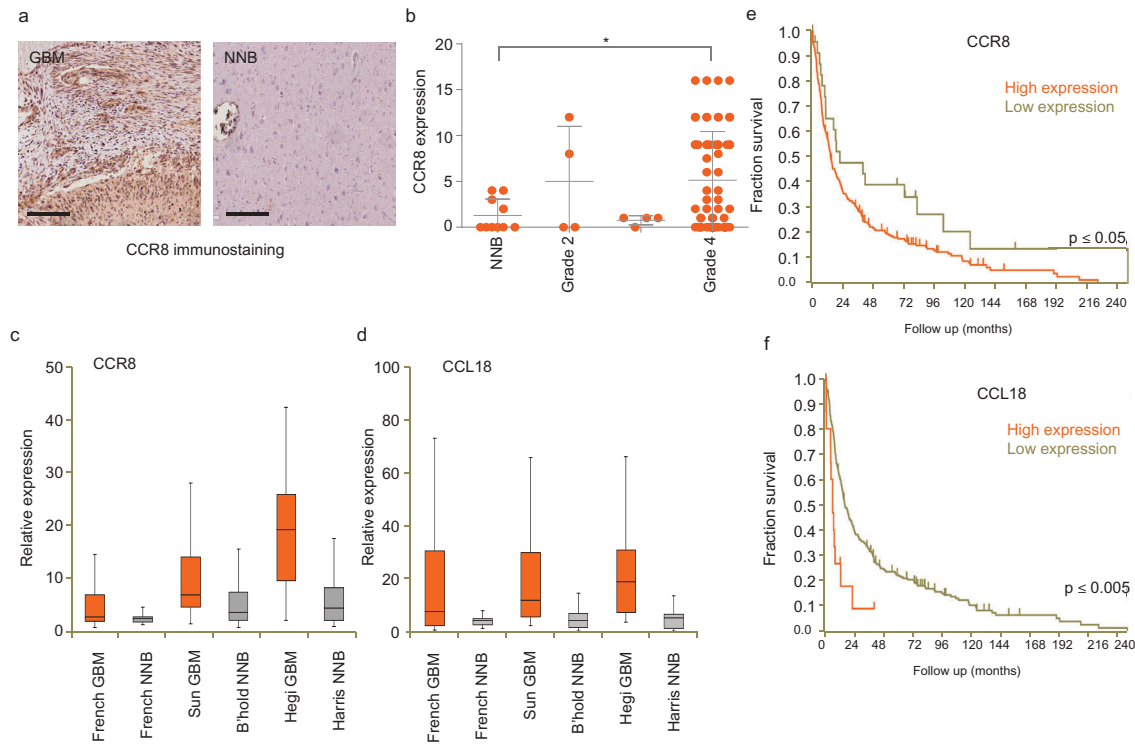 a
GBM
NNB
CCR8 immunostaining
b
CCR8 expression
20
15
10
5
0
*
NNB
Grade 2
Grade 4
c
CCR8
Relative expression
50
40
30
20
10
0
French GBM
French NNB
Sun GBM
B'hold NNB
Hegi GBM
Harris NNB
d
CCL18
Relative expression
100
80
60
40
20
0
French GBM
French NNB
Sun GBM
B'hold NNB
Hegi GBM
Harris NNB
e
CCR8
High expression
Low expression
Fraction survival
1.0
0.9
0.8
0.7
0.6
0.5
0.4
0.3
0.2
0.1
0.0
p ≤ 0.05
0 24 48 72 96 120 144 168 192 216 240
Follow up (months)
f
CCL18
High expression
Low expression
Fraction survival
1.0
0.9
0.8
0.7
0.6
0.5
0.4
0.3
0.2
0.1
0.0
p ≤ 0.005
0 24 48 72 96 120 144 168 192 216 240
Follow up (months)